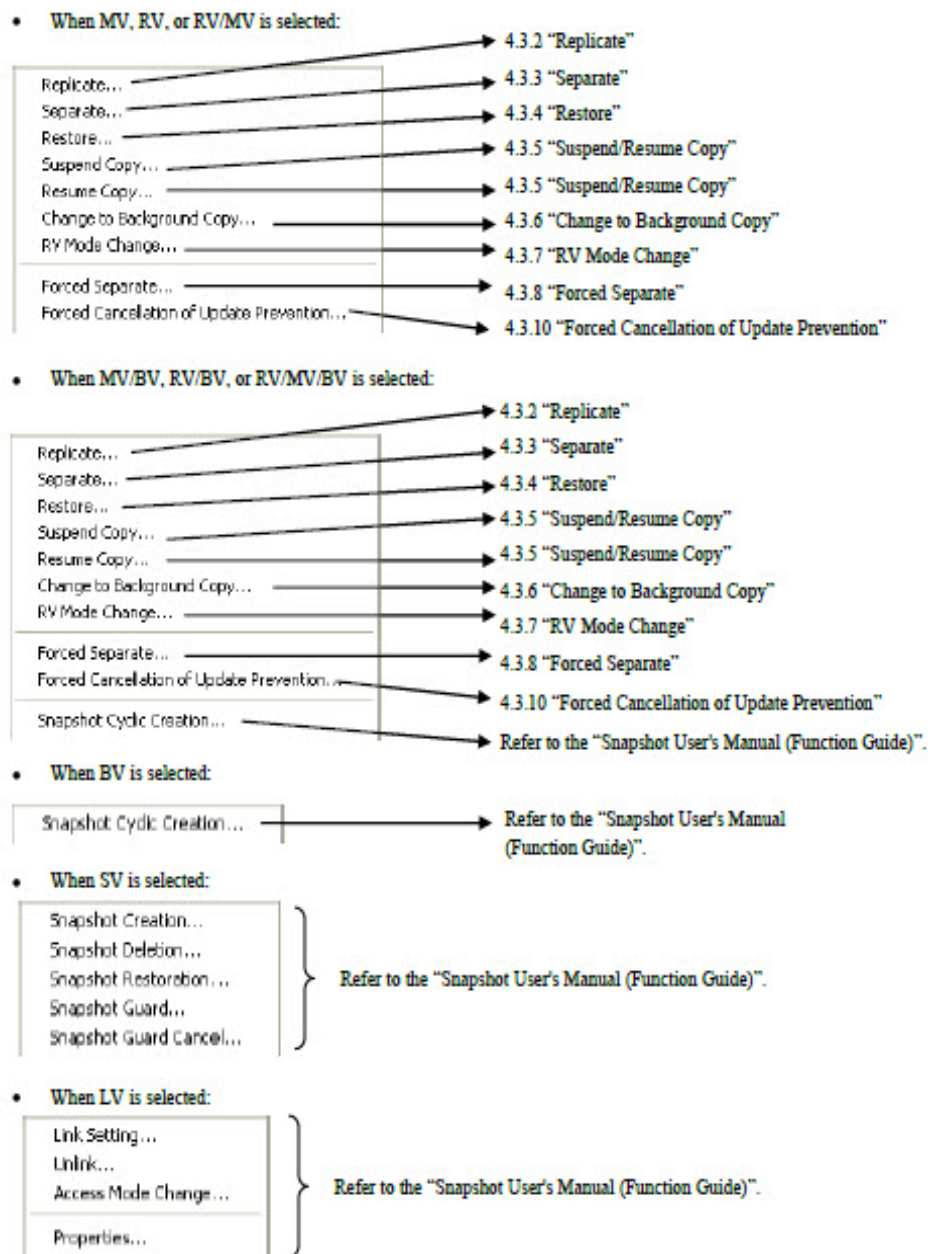 • When MV, RV, or RV/MV is selected:
Replicate... 4.3.2 “Replicate”
Separate... 4.3.3 “Separate”
Restore... 4.3.4 “Restore”
Suspend Copy... 4.3.5 “Suspend/Resume Copy”
Resume Copy... 4.3.5 “Suspend/Resume Copy”
Change to Background Copy... 4.3.6 “Change to Background Copy”
RV Mode Change... 4.3.7 “RV Mode Change”
Forced Separate... 4.3.8 “Forced Separate”
Forced Cancellation of Update Prevention... 4.3.10 “Forced Cancellation of Update Prevention”
• When MV/BV, RV/BV, or RV/MV/BV is selected:
Replicate... 4.3.2 “Replicate”
Separate... 4.3.3 “Separate”
Restore... 4.3.4 “Restore”
Suspend Copy... 4.3.5 “Suspend/Resume Copy”
Resume Copy... 4.3.5 “Suspend/Resume Copy”
Change to Background Copy... 4.3.6 “Change to Background Copy”
RV Mode Change... 4.3.7 “RV Mode Change”
Forced Separate... 4.3.8 “Forced Separate”
Forced Cancellation of Update Prevention... 4.3.10 “Forced Cancellation of Update Prevention”
Snapshot Cyclic Creation... Refer to the “Snapshot User's Manual (Function Guide)”.
• When BV is selected:
Snapshot Cyclic Creation... Refer to the “Snapshot User's Manual
(Function Guide)”.
• When SV is selected:
Snapshot Creation...
Snapshot Deletion...
Snapshot Restoration... Refer to the “Snapshot User's Manual (Function Guide)”.
Snapshot Guard...
Snapshot Guard Cancel...
• When LV is selected:
Link Setting...
Unlink...
Access Mode Change... Refer to the “Snapshot User's Manual (Function Guide)”.
Properties...